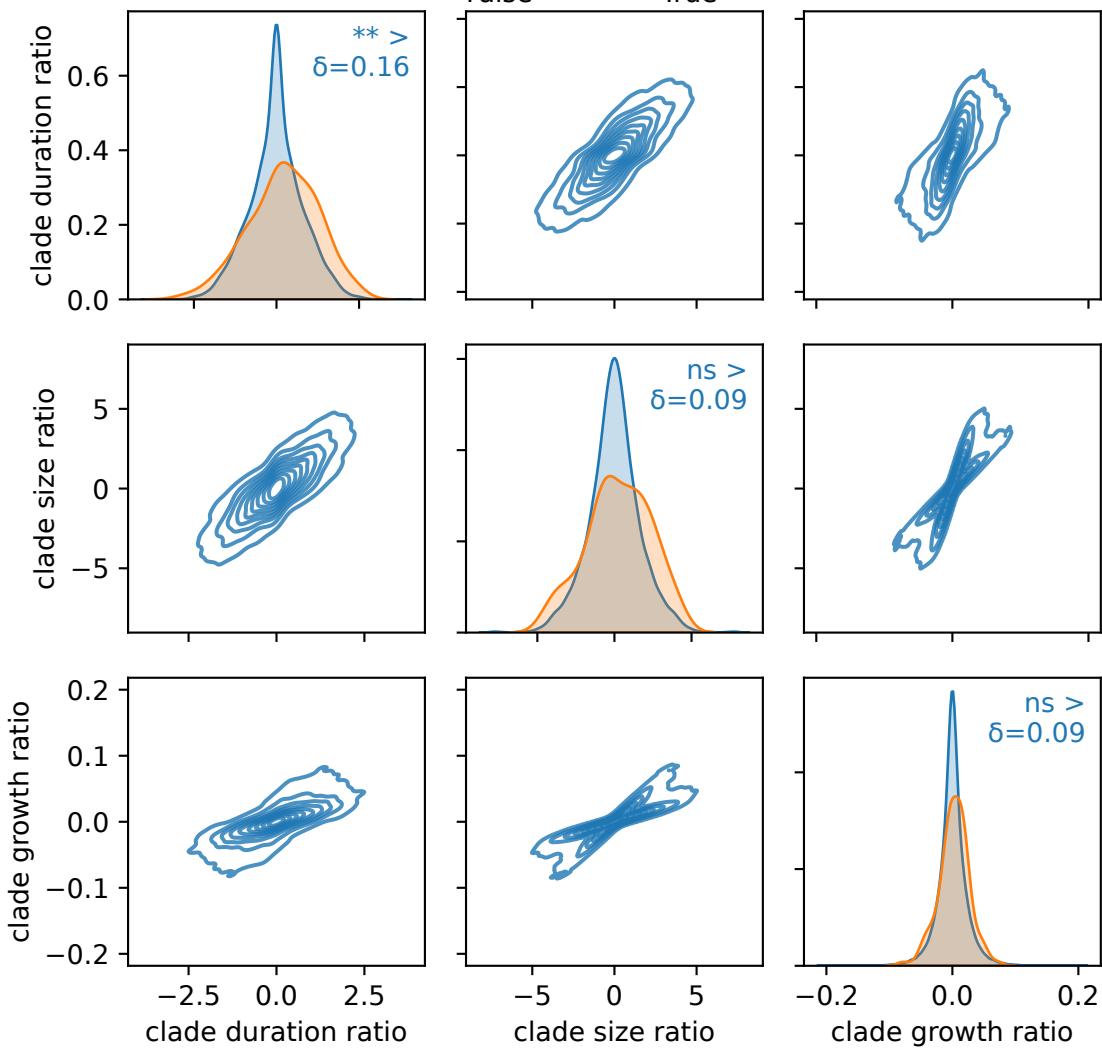 True
clade duration ratio
0.6
0.4
0.2
0.0
** >
δ=0.16
clade size ratio
5
0
−5
ns >
δ=0.09
clade growth ratio
0.2
0.1
0.0
−0.1
−0.2
ns >
δ=0.09
−2.5 0.0 2.5
−5 0 5
−0.2 0.0 0.2
clade duration ratio
clade size ratio
clade growth ratio